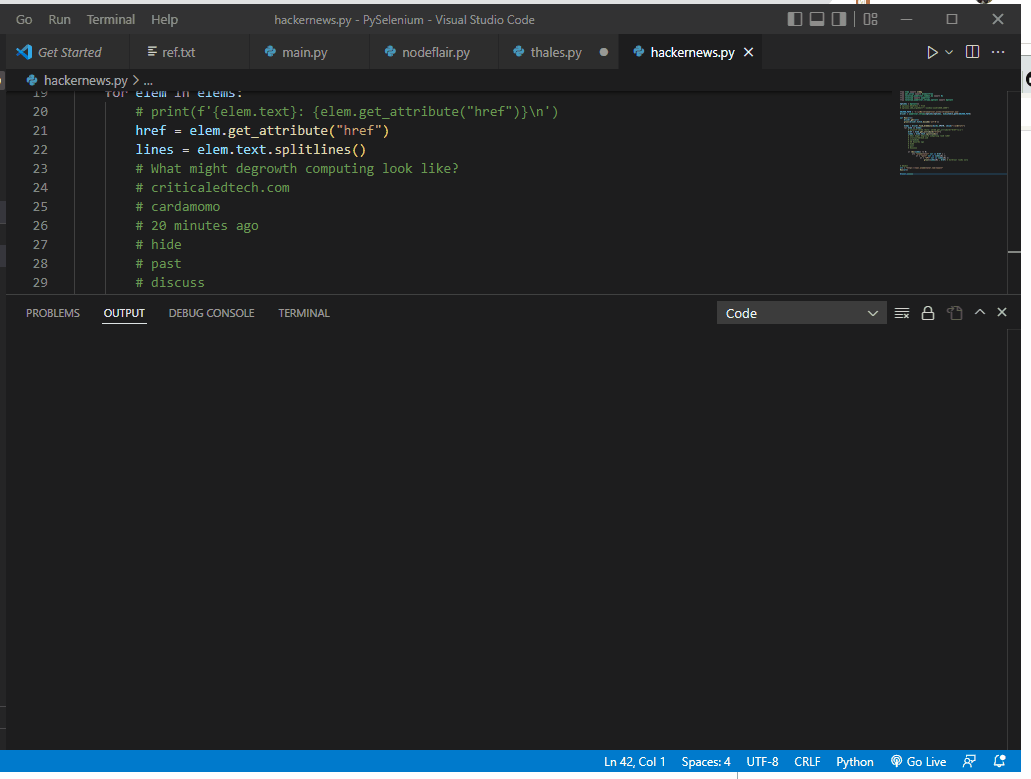 Go Run Terminal Help hackernews.py - PySelenium - Visual Studio Code
Get Started ref.txt main.py nodeflair.py thales.py hackernews.py
hackernews.py > ...
19 for elem in elems:
20 # print(f'{elem.text}: {elem.get_attribute("href")}\n')
21 href = elem.get_attribute("href")
22 lines = elem.text.splitlines()
23 # What might degrowth computing look like?
24 # criticaledtech.com
25 # cardamomo
26 # 20 minutes ago
27 # hide
28 # past
29 # discuss
PROBLEMS OUTPUT DEBUG CONSOLE TERMINAL Code
Ln 42, Col 1 Spaces: 4 UTF-8 CRLF Python Go Live